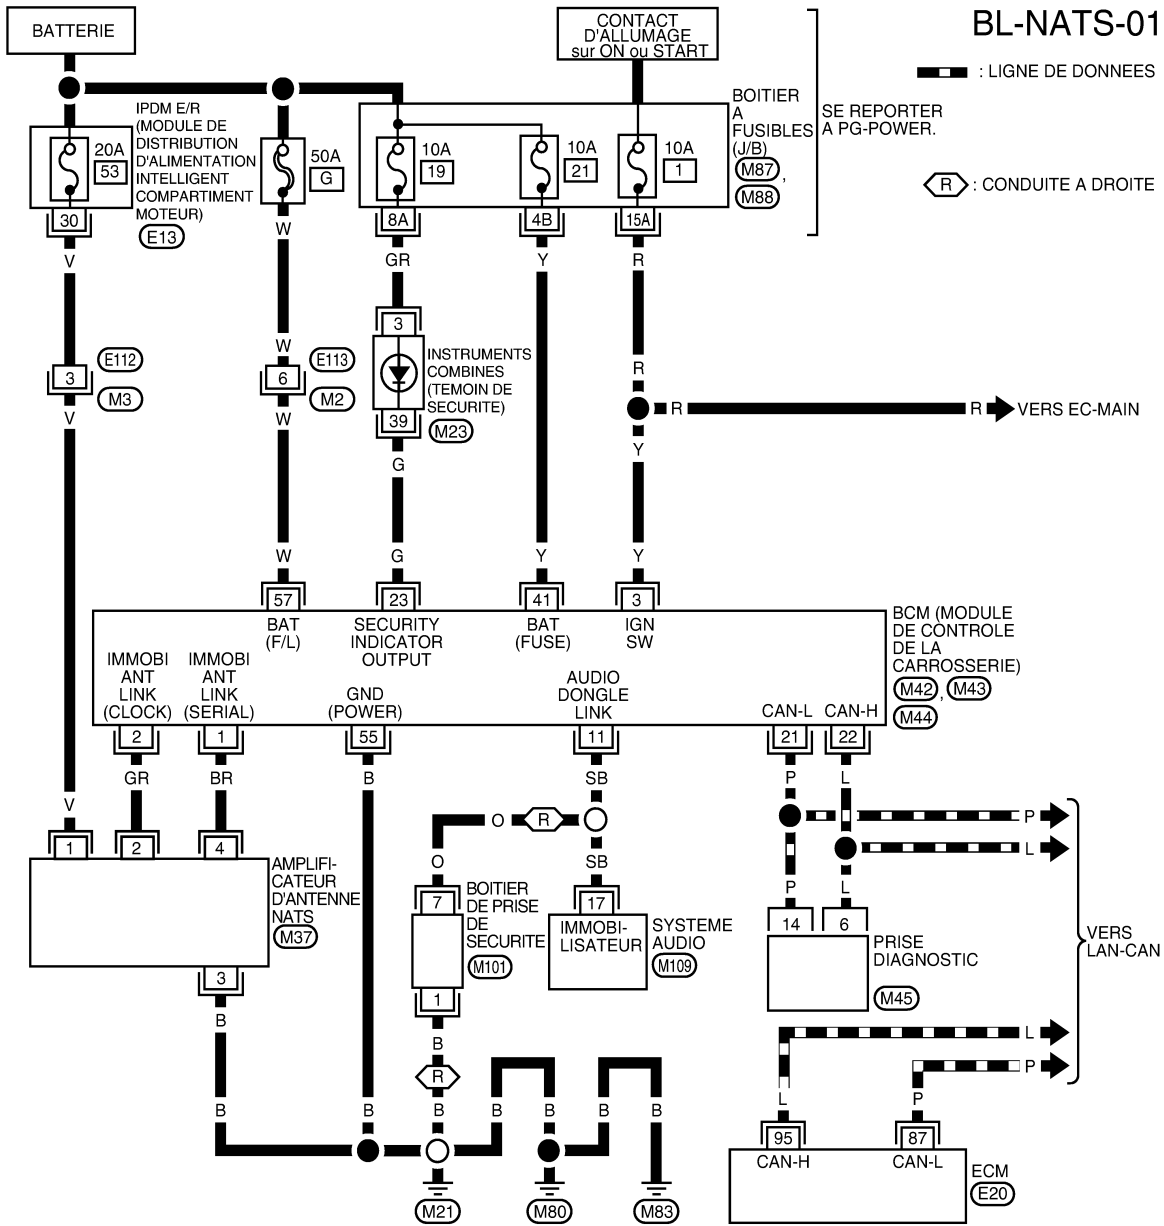 BATTERIE
CONTACT
D'ALLUMAGE
sur ON ou START
BL-NATS-01
: LIGNE DE DONNEES
R : CONDUITE A DROITE
SE REPORTER
A PG-POWER.
BOITIER
A
FUSIBLES
(J/B)
M87 ,
M88
IPDM E/R
(MODULE DE
DISTRIBUTION
D'ALIMENTATION
INTELLIGENT
COMPARTIMENT
MOTEUR)
E13
20A
53
50A
G
10A
19
10A
21
10A
1
30
8A
4B
15A
V
W
GR
Y
R
3
INSTRUMENTS
COMBINES
(TEMOIN DE
SECURITE)
M23
39
W
R
E112
3
M3
E113
6
M2
V
W
R
R
VERS EC-MAIN
G
Y
W
G
Y
Y
57
23
41
3
BAT
(F/L)
SECURITY
INDICATOR
OUTPUT
BAT
(FUSE)
IGN
SW
BCM (MODULE
DE CONTROLE
DE LA
CARROSSERIE)
M42 , M43
M44
IMMOBI
ANT
LINK
(CLOCK)
IMMOBI
ANT
LINK
(SERIAL)
GND
(POWER)
AUDIO
DONGLE
LINK
CAN-L
CAN-H
2
1
55
11
21
22
GR
BR
B
SB
P
L
V
O
R
P
L
O
SB
P
L
1
2
4
AMPLIFI-
CATEUR
D'ANTENNE
NATS
M37
3
7
BOITIER
DE PRISE
DE
SECURITE
M101
1
17
IMMOBI-
LISATEUR
SYSTEME
AUDIO
M109
14
6
PRISE
DIAGNOSTIC
M45
VERS
LAN-CAN
B
B
R
L
P
B
B
B
B
B
B
B
L
P
95
87
CAN-H
CAN-L
ECM
E20
M21
M80
M83